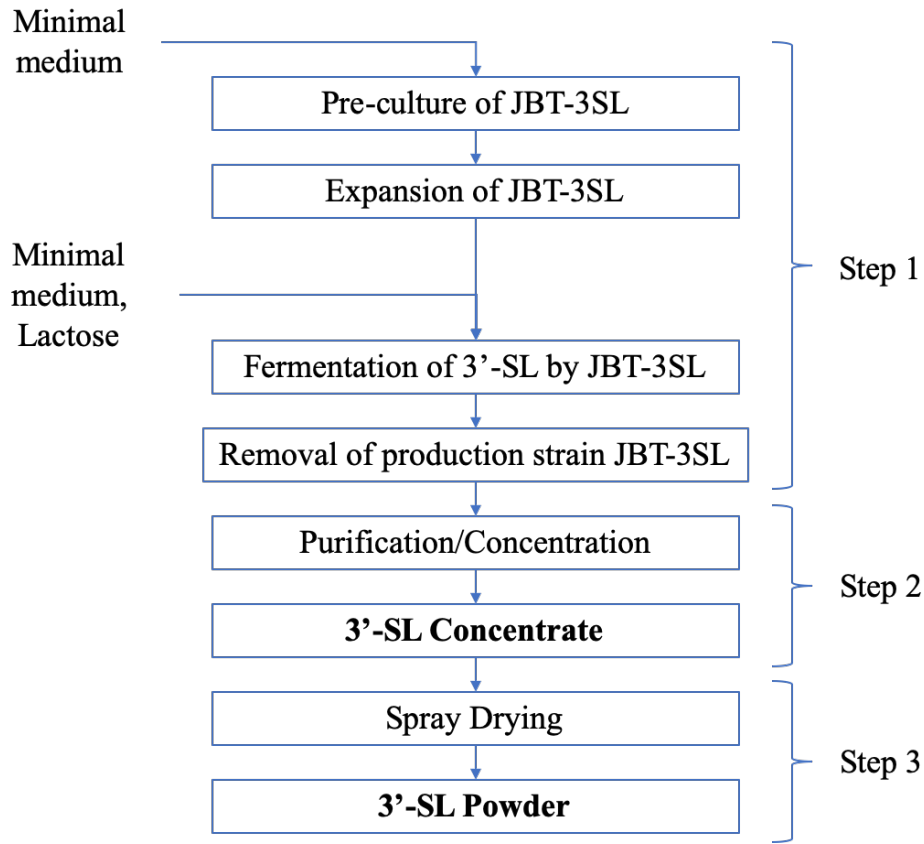 Minimal
medium
Pre-culture of JBT-3SL
Expansion of JBT-3SL
Minimal
medium,
Lactose
Step 1
Fermentation of 3’-SL by JBT-3SL
Removal of production strain JBT-3SL
Purification/Concentration
Step 2
3’-SL Concentrate
Spray Drying
Step 3
3’-SL Powder